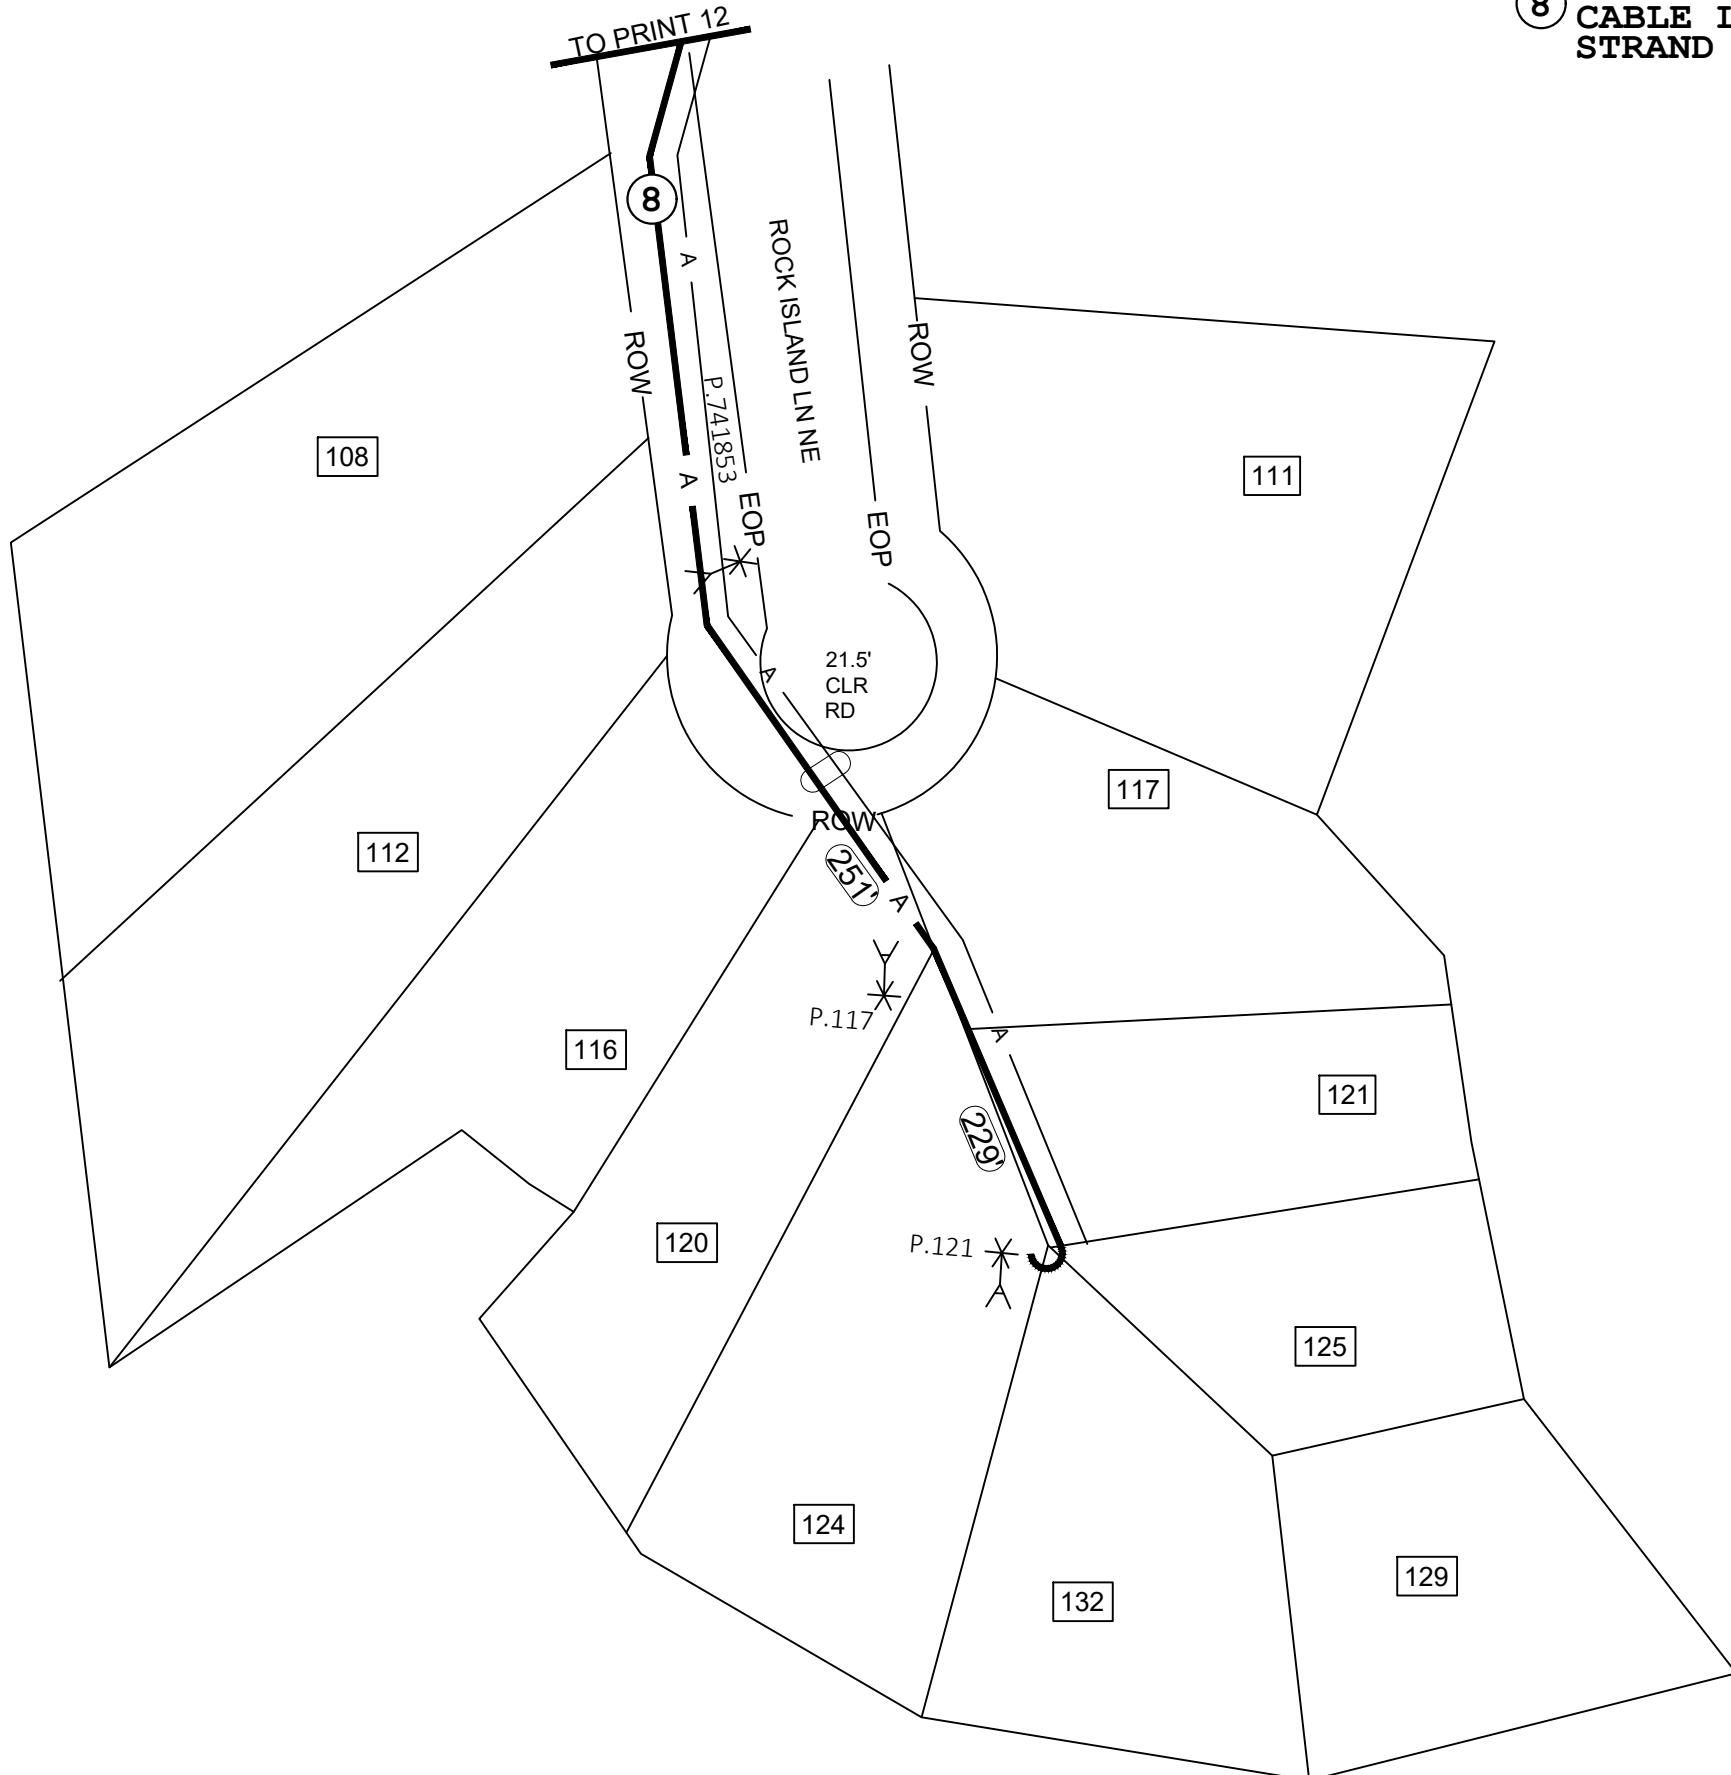 TO PRINT 12
8
CABLE
STRAND
8
A
ROCK ISLAND LN NE
ROW
ROW
P.741853
108
111
A
EOP
EOP
21.5'
CLR
RD
A
117
ROW
112
251'
A
P.117
A
116
121
229'
120
P.121
125
124
132
129